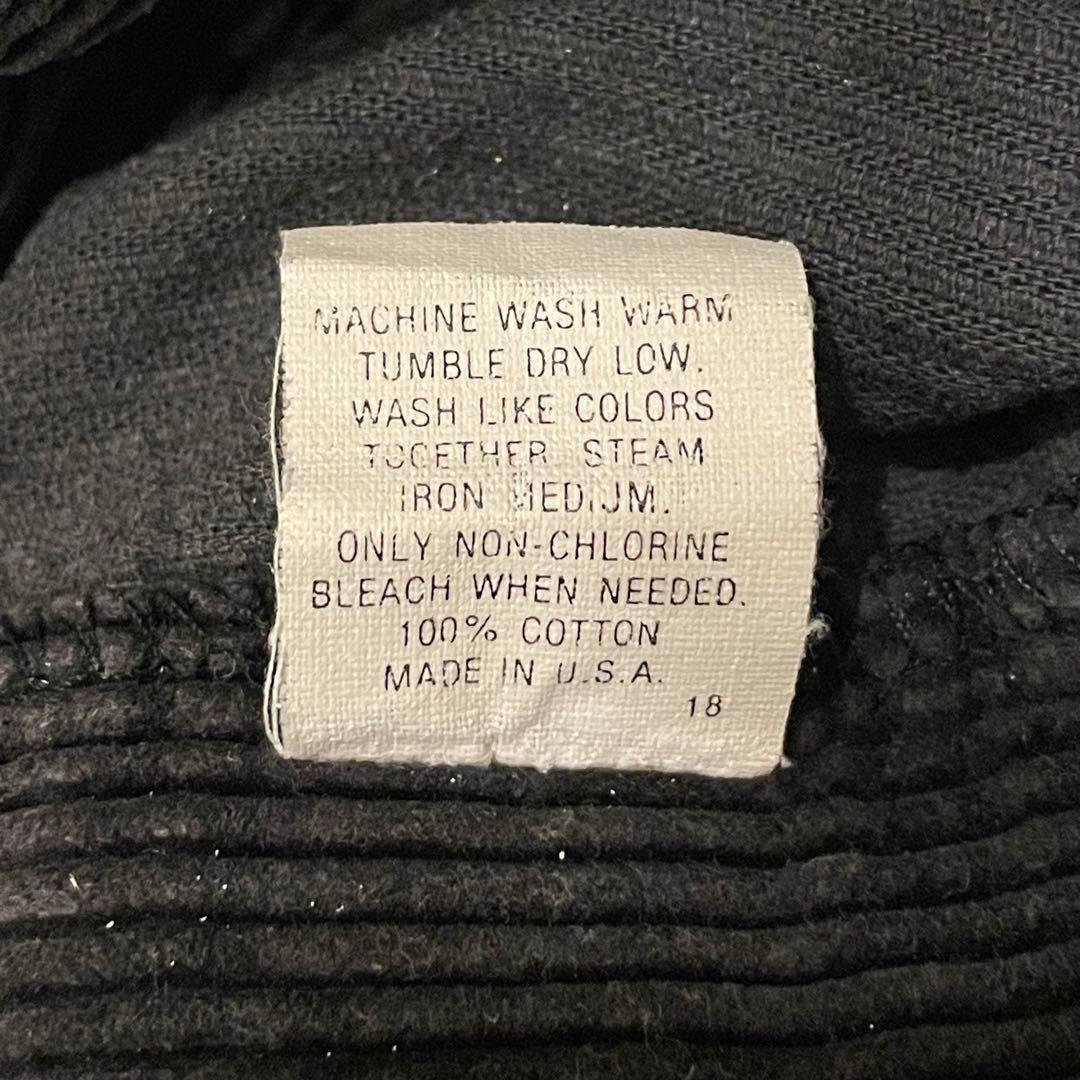 MACHINE WASH WARM
TUMBLE DRY LOW.
WASH LIKE COLORS
TOGETHER STEAM
IRON MEDIUM.
ONLY NON-CHLORINE
BLEACH WHEN NEEDED.
100% COTTON
MADE IN U.S.A.
18